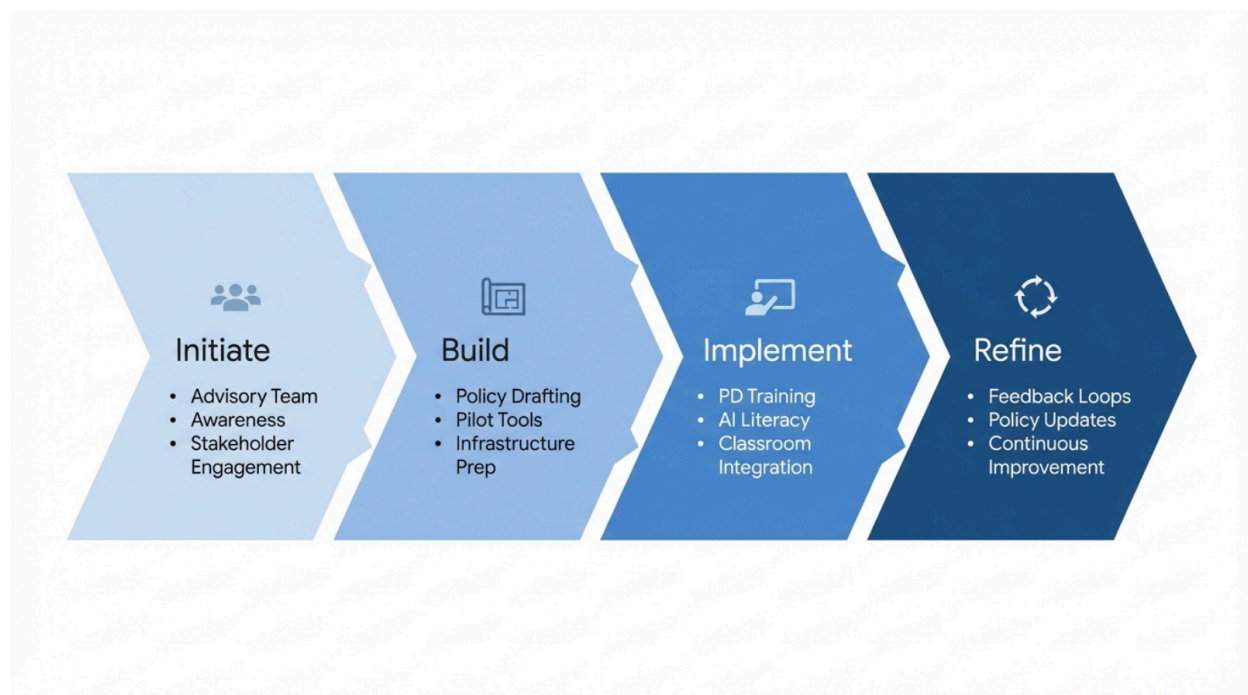 Initiate
• Advisory Team
• Awareness
• Stakeholder
Engagement
Build
• Policy Drafting
• Pilot Tools
• Infrastructure
Prep
Implement
• PD Training
• AI Literacy
• Classroom
Integration
Refine
• Feedback Loops
• Policy Updates
• Continuous
Improvement